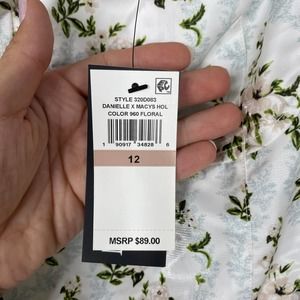 STYLE 320D083
DANIELLE X MACYS HOL
COLOR 960 FLORAL
1 90917 34828 6
12
MSRP $89.00